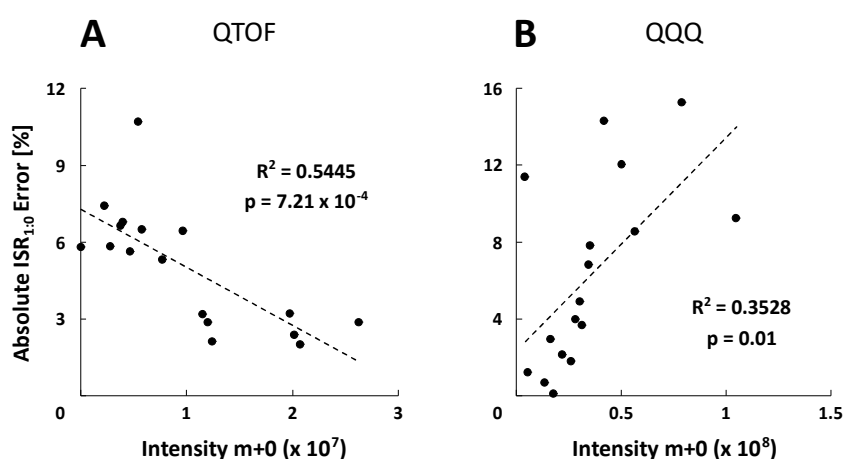 A QTOF
12
9
6
3
0
Absolute ISR1:0 Error [%]
R² = 0.5445
p = 7.21 x 10⁻⁴
1 2 3
Intensity m+0 (x 10⁷)
B QQQ
16
12
8
4
0
R² = 0.3528
p = 0.01
0.5 1 1.5
Intensity m+0 (x 10⁸)